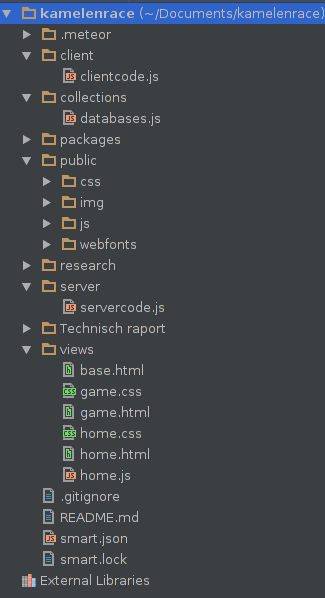 kamelenrace (~/Documents/kamelenrace)
.meteor
client
clientcode.js
collections
databases.js
packages
public
css
img
js
webfonts
research
server
servercode.js
Technisch raport
views
base.html
game.css
game.html
home.css
home.html
home.js
.gitignore
README.md
smart.json
smart.lock
External Libraries